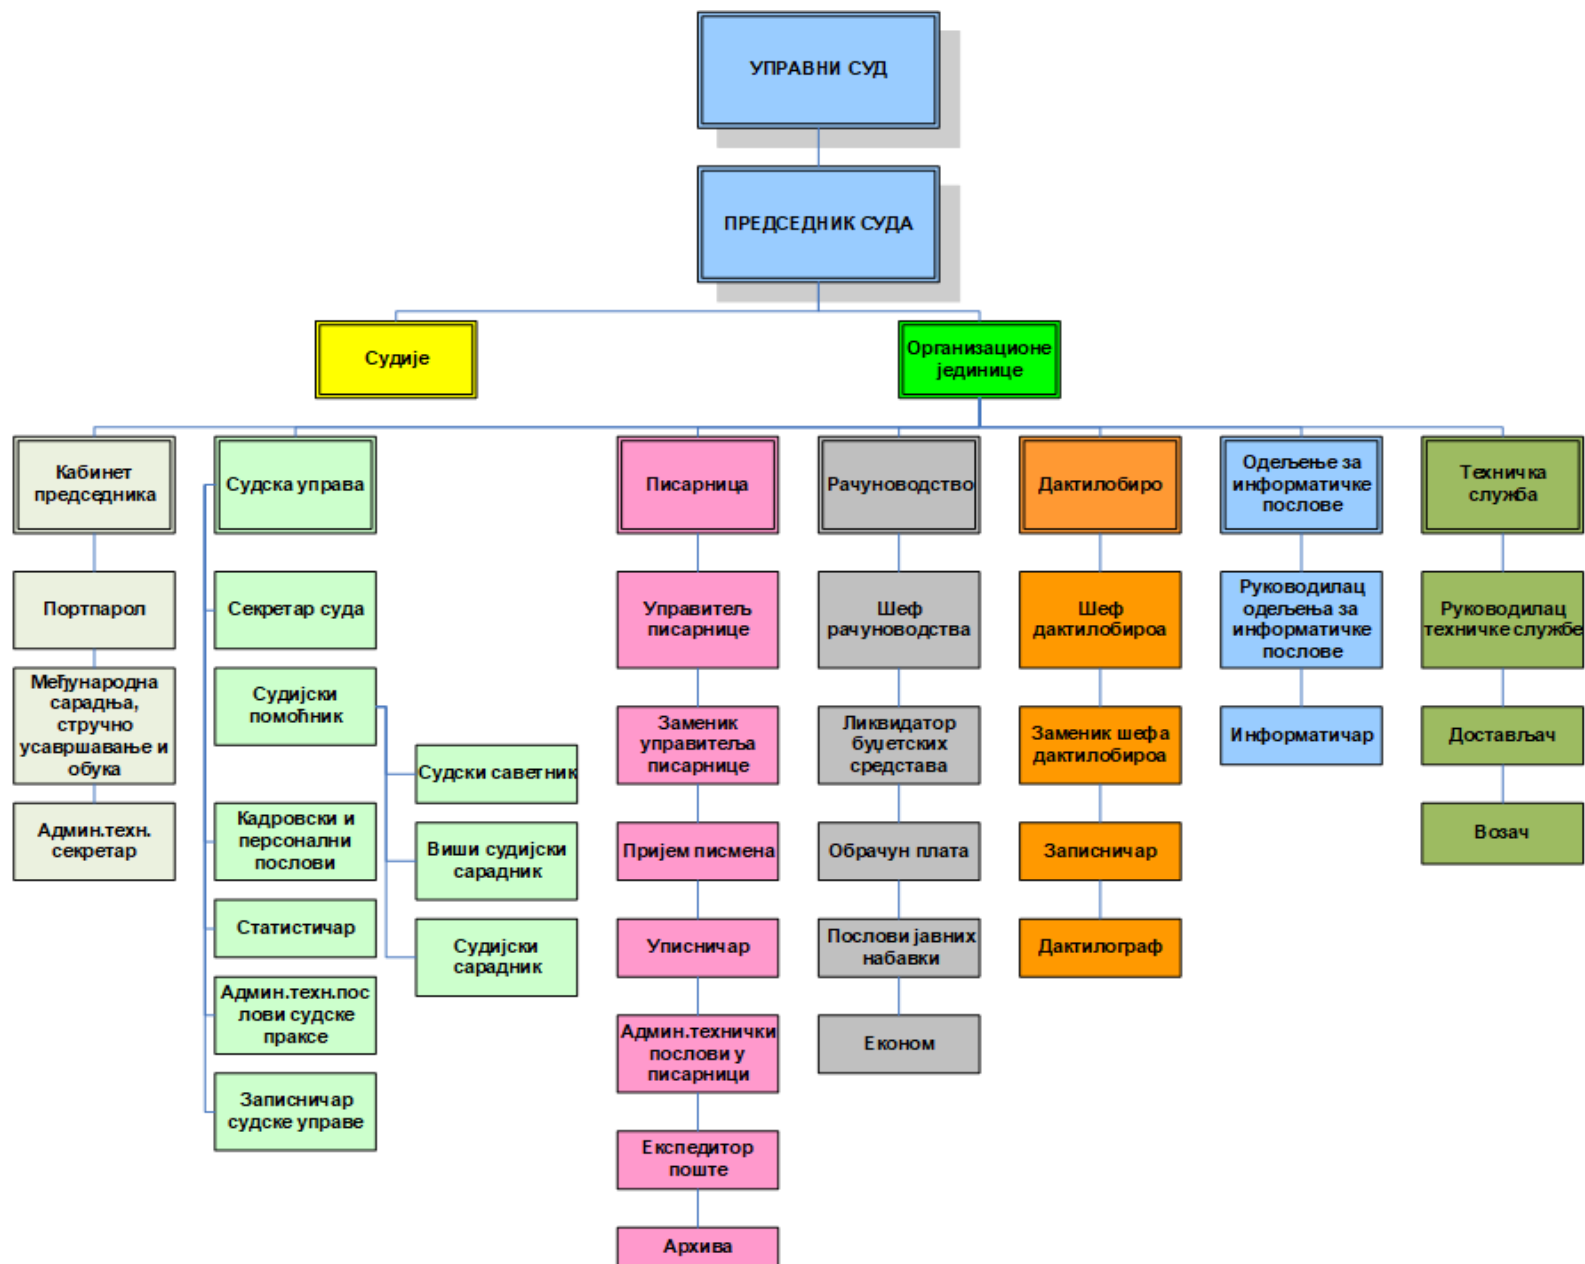 УПРАВНИ СУД
ПРЕДСЕДНИК СУДА
Судије
Организационе
јединице
Кабинет
председника
Портпарол
Међународна
сарадња,
стручно
усавршавање и
обука
Админ.техн.
секретар
Судска управа
Секретар суда
Судијски
помоћник
Судски саветник
Виши судијски
сарадник
Судијски
сарадник
Кадровски и
персонални
послови
Статистичар
Админ.техн.пос
лови судске
праксе
Записничар
судске управе
Писарница
Управитељ
писарнице
Заменик
управитеља
писарнице
Пријем писмена
Уписничар
Админ.технички
послови у
писарници
Експедитор
поште
Архива
Рачуноводство
Шеф
рачуноводства
Ликвидатор
буџетских
средстава
Обрачун плата
Послови јавних
набавки
Економ
Дактилобиро
Шеф
дактилобироа
Заменик шефа
дактилобироа
Записничар
Дактилограф
Одељење за
информатичке
послове
Руководилац
одељења за
информатичке
послове
Информатичар
Техничка
служба
Руководилац
техничке службе
Достављач
Возач